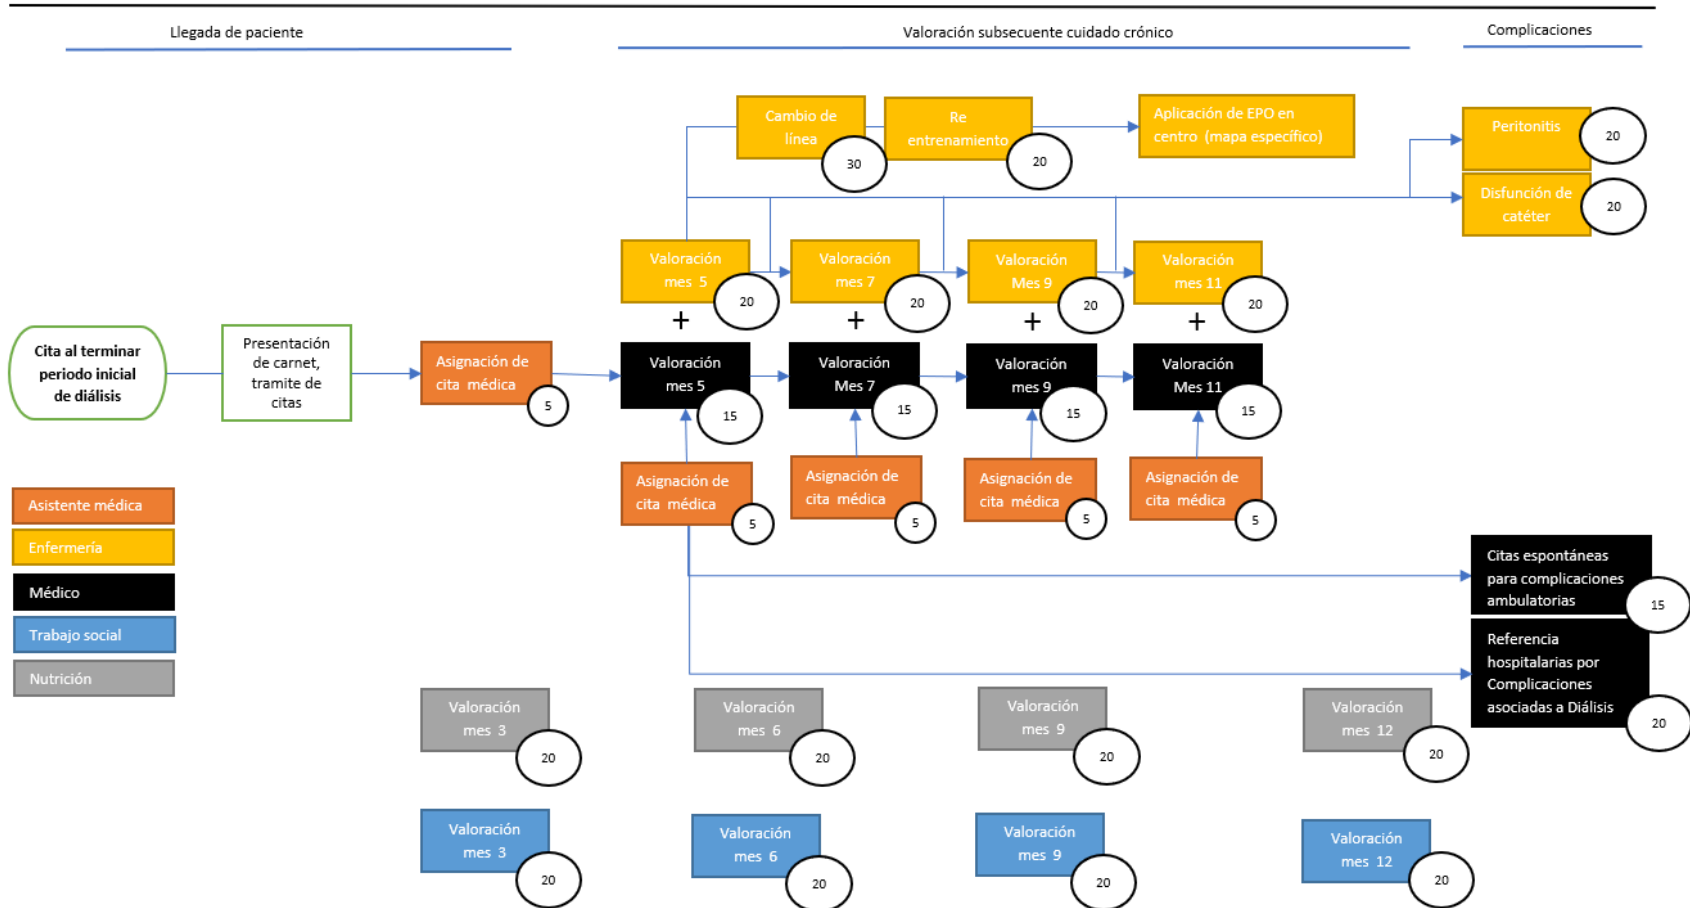 Llegada de paciente
Valoración subsecuente cuidado crónico
Complicaciones
Cambio de
línea
30
Re
entrenamiento
20
Aplicación de EPO en
centro (mapa específico)
Peritonitis
20
Disfunción de
catéter
20
Valoración
mes 5
20
Valoración
mes 7
20
Valoración
Mes 9
20
Valoración
mes 11
20
+
+
+
+
Cita al terminar
periodo inicial
de diálisis
Presentación
de carnet,
tramite de
citas
Asignación de
cita médica
5
Valoración
mes 5
15
Valoración
Mes 7
15
Valoración
mes 9
15
Valoración
Mes 11
15
Asignación de
cita médica
5
Asignación de
cita médica
5
Asignación de
cita médica
5
Asignación de
cita médica
5
Asistente médica
Enfermería
Médico
Trabajo social
Nutrición
Citas espontáneas
para complicaciones
ambulatorias
15
Referencia
hospitalarias por
Complicaciones
asociadas a Diálisis
20
Valoración
mes 3
20
Valoración
mes 6
20
Valoración
mes 9
20
Valoración
mes 12
20
Valoración
mes 3
20
Valoración
mes 6
20
Valoración
mes 9
20
Valoración
mes 12
20